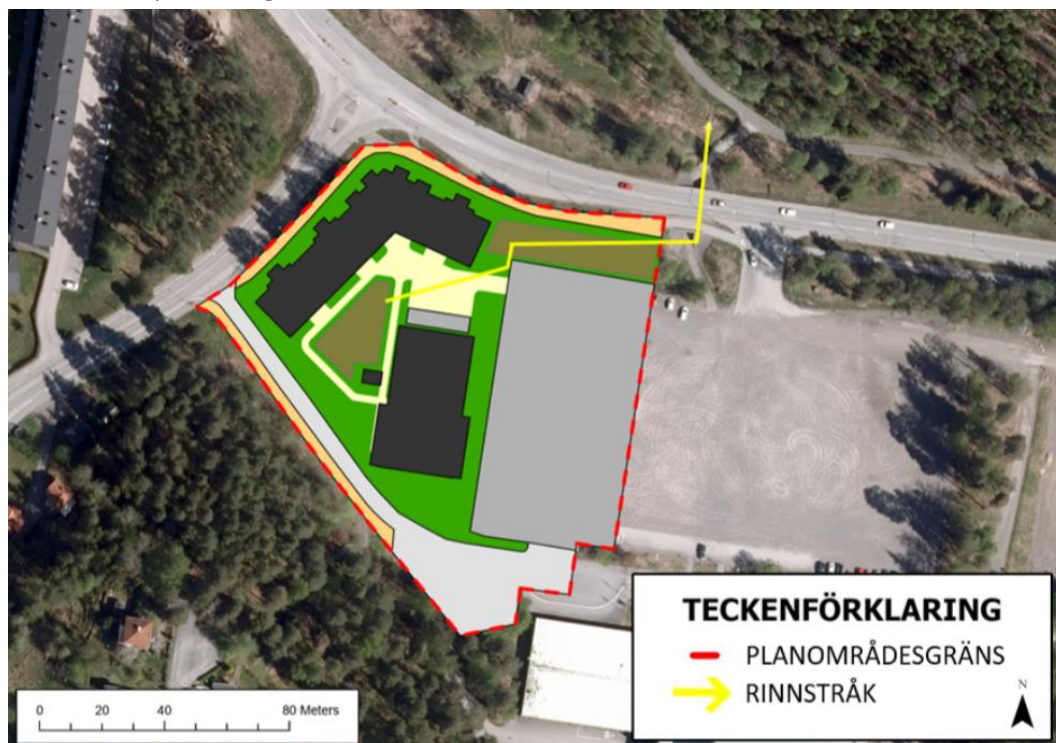 TECKENFÖRKLARING
PLANOMRÅDESGRÄNS
RINNSTRÅK
N
0 20 40 80 Meters